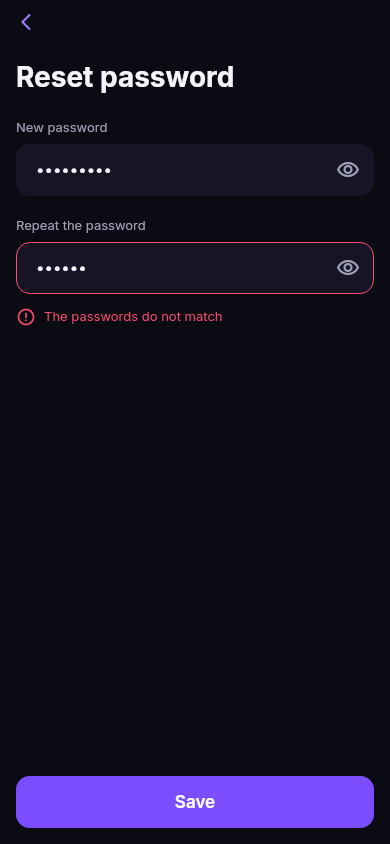 Reset password
New password
•••••••••
Repeat the password
••••••
The passwords do not match
Save